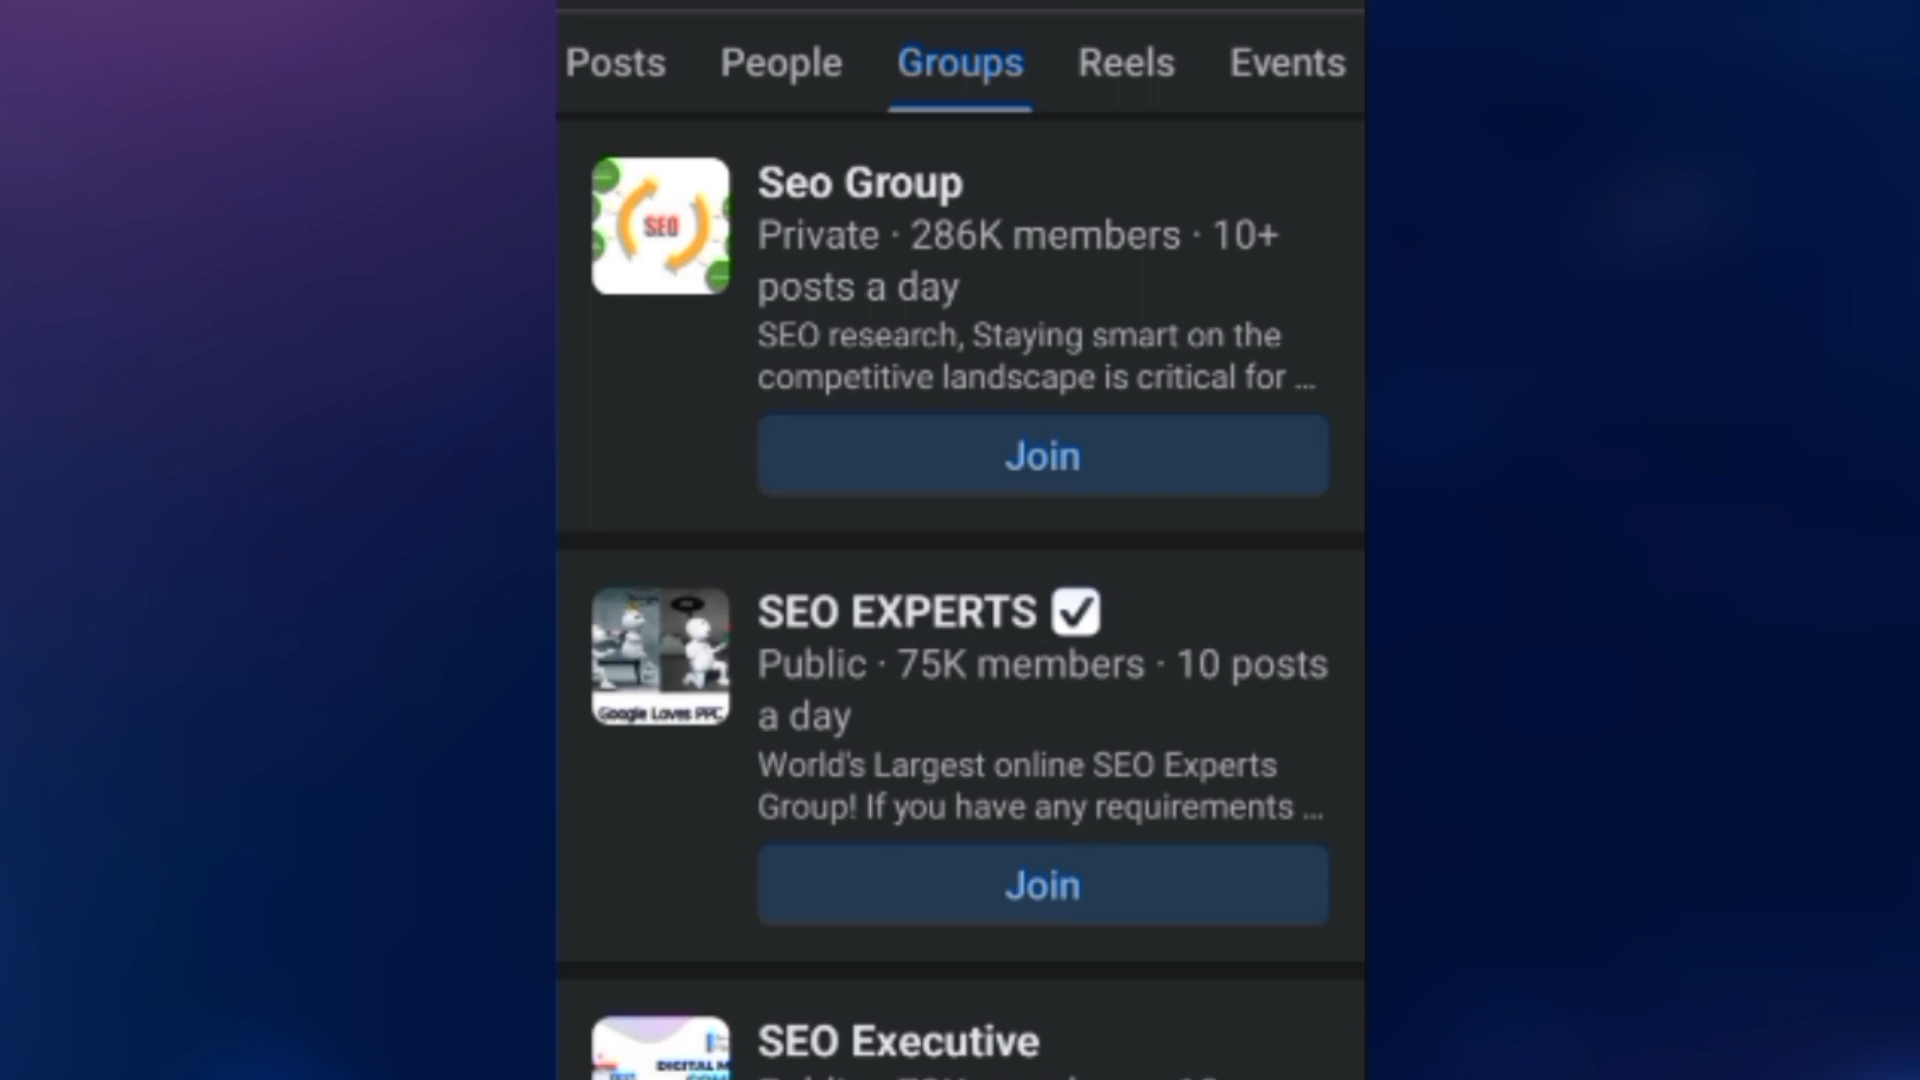 Posts People Groups Reels Events
SEO
Seo Group
Private · 286K members · 10+
posts a day
SEO research, Staying smart on the
competitive landscape is critical for ...
Join
Google Loves PPC
SEO EXPERTS ✅
Public · 75K members · 10 posts
a day
World's Largest online SEO Experts
Group! If you have any requirements ...
Join
DIGITAL M
SEO Executive